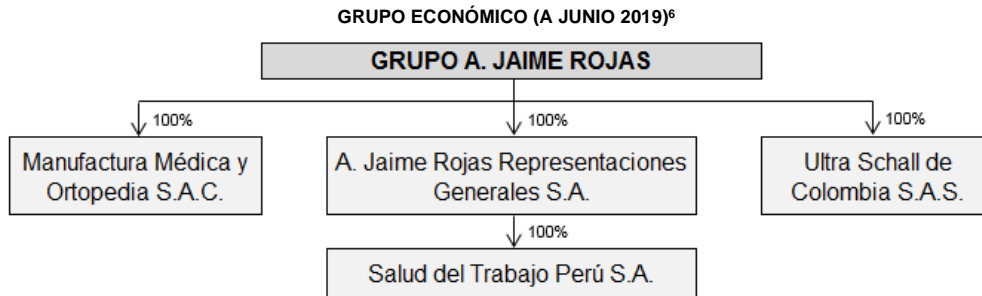 GRUPO ECONÓMICO (A JUNIO 2019)⁶
GRUPO A. JAIME ROJAS
100%
100%
100%
Manufactura Médica y
Ortopedia S.A.C.
A. Jaime Rojas Representaciones
Generales S.A.
Ultra Schall de
Colombia S.A.S.
100%
Salud del Trabajo Perú S.A.